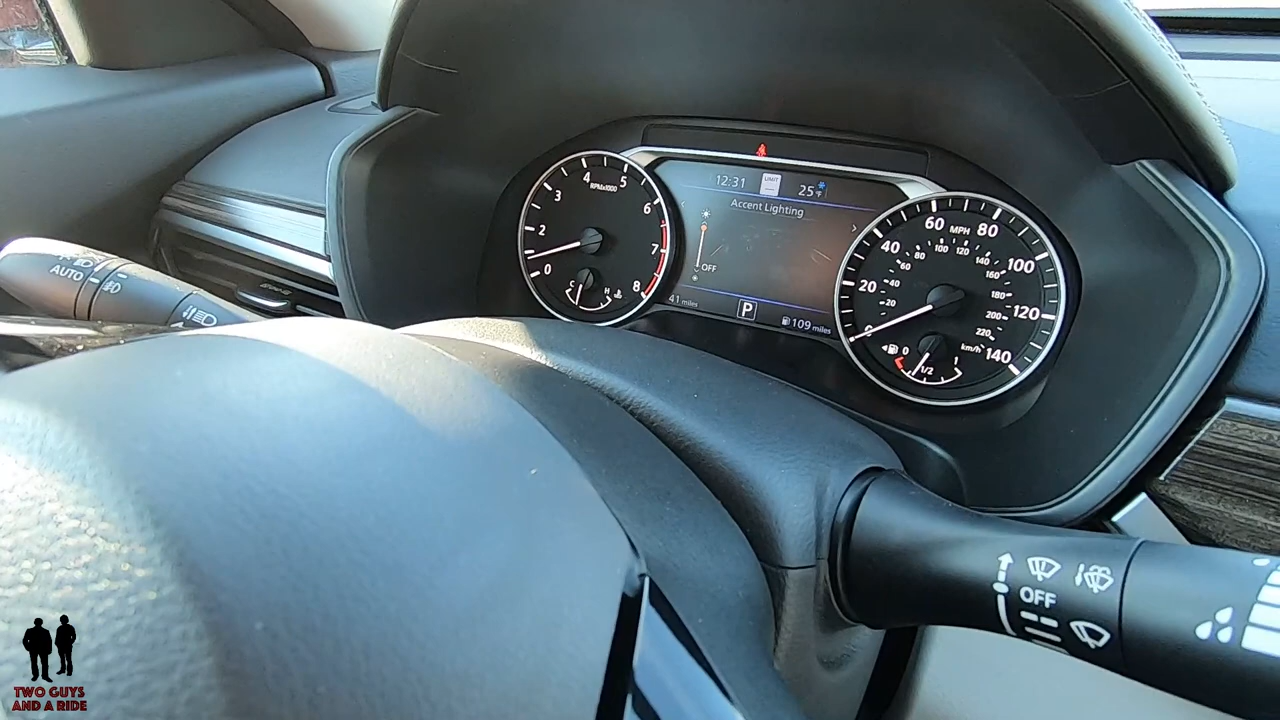 4
5
RPMx1000
3
6
2
7
0
8
C
H
12:31
LIMIT
25°F
Accent Lighting
OFF
41 miles
P
109 miles
60 MPH 80
40
100
20
120
0
140
80
100
120
140
60
160
40
180
20
200
220
km/h
0
1/2
1
AUTO
OFF
TWO GUYS
AND A RIDE